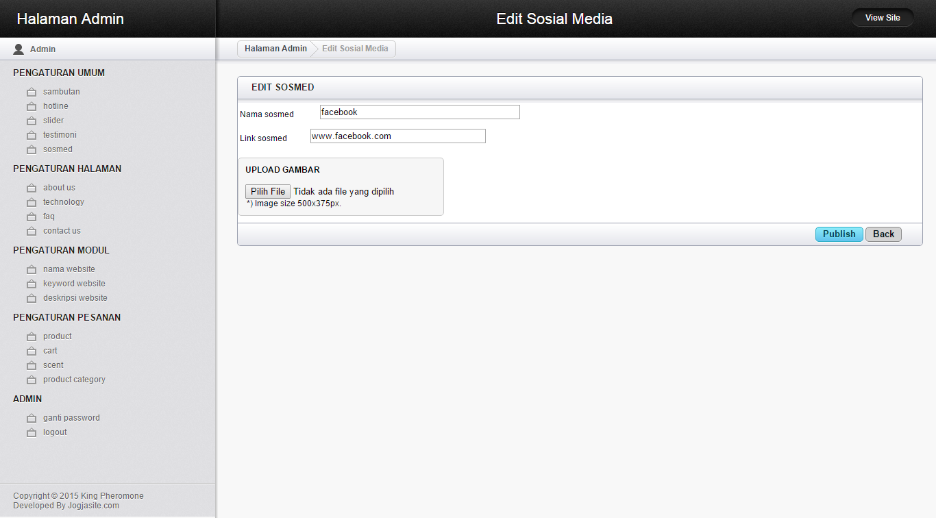 Halaman Admin
Edit Sosial Media
View Site
Admin
Halaman Admin
Edit Sosial Media
PENGATURAN UMUM
sambutan
hotline
slider
testimoni
sosmed
PENGATURAN HALAMAN
about us
technology
faq
contact us
PENGATURAN MODUL
nama website
keyword website
deskripsi website
PENGATURAN PESANAN
product
cart
scent
product category
ADMIN
ganti password
logout
Copyright © 2015 King Pheromone
Developed By Jogjasite.com
EDIT SOSMED
Nama sosmed facebook
Link sosmed www.facebook.com
UPLOAD GAMBAR
Pilih File Tidak ada file yang dipilih
*) Image size 500x375px.
Publish Back